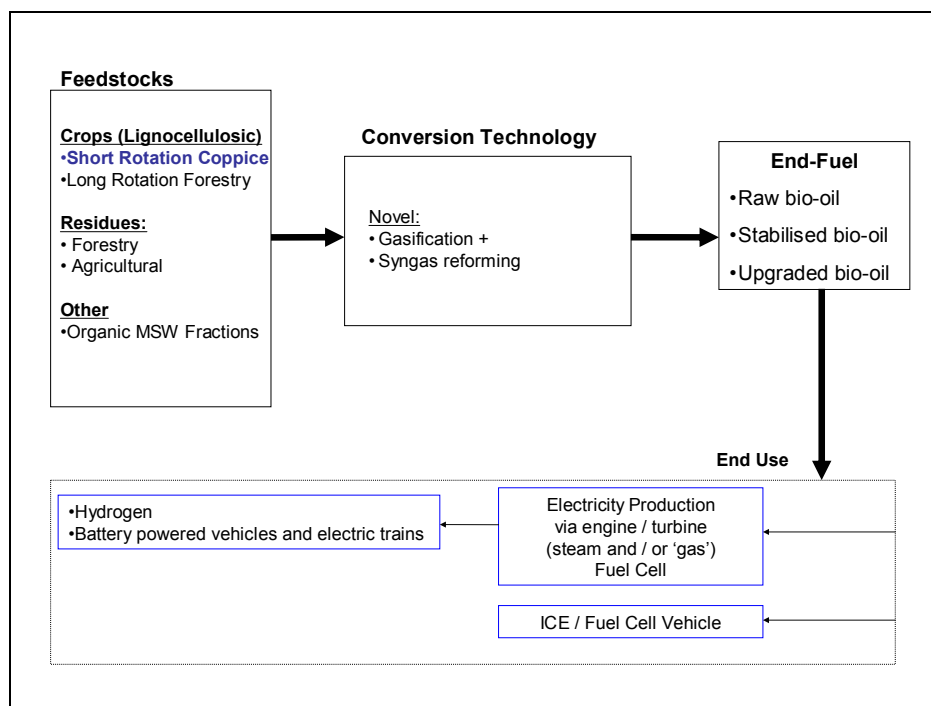 Feedstocks
Crops (Lignocellulosic)
•Short Rotation Coppice
•Long Rotation Forestry
Residues:
• Forestry
• Agricultural
Other
•Organic MSW Fractions
Conversion Technology
Novel:
• Gasification +
• Syngas reforming
End-Fuel
•Raw bio-oil
•Stabilised bio-oil
•Upgraded bio-oil
End Use
•Hydrogen
•Battery powered vehicles and electric trains
Electricity Production
via engine / turbine
(steam and / or ‘gas’)
Fuel Cell
ICE / Fuel Cell Vehicle